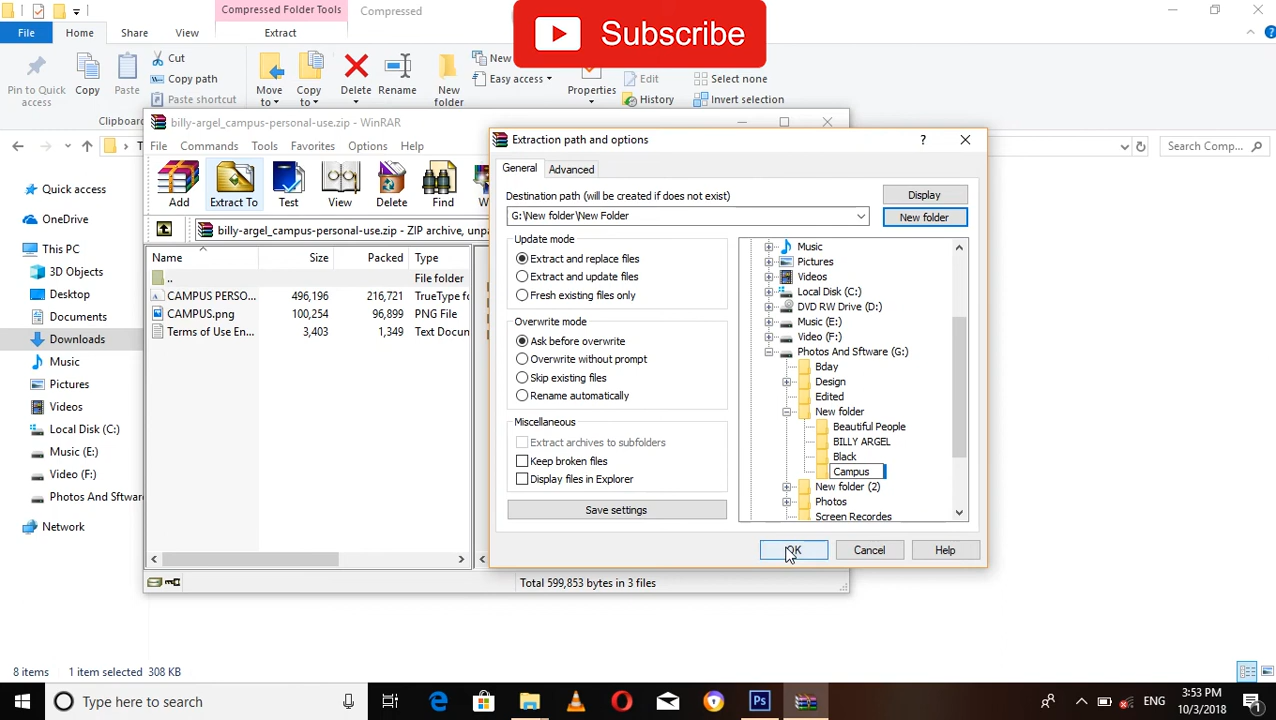 Compressed Folder Tools
Compressed
Subscribe
File
Home
Share
View
Extract
Pin to Quick access
Copy
Paste
Cut
Copy path
Paste shortcut
Clipboar
Move to
Copy to
Delete
Rename
New folder
New
Easy access
Properties
Edit
History
Select none
Invert selection
Search Comp...
Quick access
OneDrive
This PC
3D Objects
Desktop
Documents
Downloads
Music
Pictures
Videos
Local Disk (C:)
Music (E:)
Video (F:)
Photos And Sftwar
Network
billy-argel_campus-personal-use.zip - WinRAR
File
Commands
Tools
Favorites
Options
Help
Add
Extract To
Test
View
Delete
Find
billy-argel_campus-personal-use.zip - ZIP archive, unpa
Name
Size
Packed
Type
..
File folder
CAMPUS PERSO... 496,196 216,721 TrueType fo
CAMPUS.png 100,254 96,899 PNG File
Terms of Use En... 3,403 1,349 Text Docun
Total 599,853 bytes in 3 files
Extraction path and options
?
General
Advanced
Destination path (will be created if does not exist)
G:\New folder\New Folder
Display
New folder
Update mode
Extract and replace files
Extract and update files
Fresh existing files only
Overwrite mode
Ask before overwrite
Overwrite without prompt
Skip existing files
Rename automatically
Miscellaneous
Extract archives to subfolders
Keep broken files
Display files in Explorer
Save settings
Music
Pictures
Videos
Local Disk (C:)
DVD RW Drive (D:)
Music (E:)
Video (F:)
Photos And Sftware (G:)
Bday
Design
Edited
New folder
Beautiful People
BILLY ARGEL
Black
Campus
New folder (2)
Photos
Screen Recordes
OK
Cancel
Help
8 items
1 item selected 308 KB
Type here to search
Ps
ENG
3:53 PM
10/3/2018
1